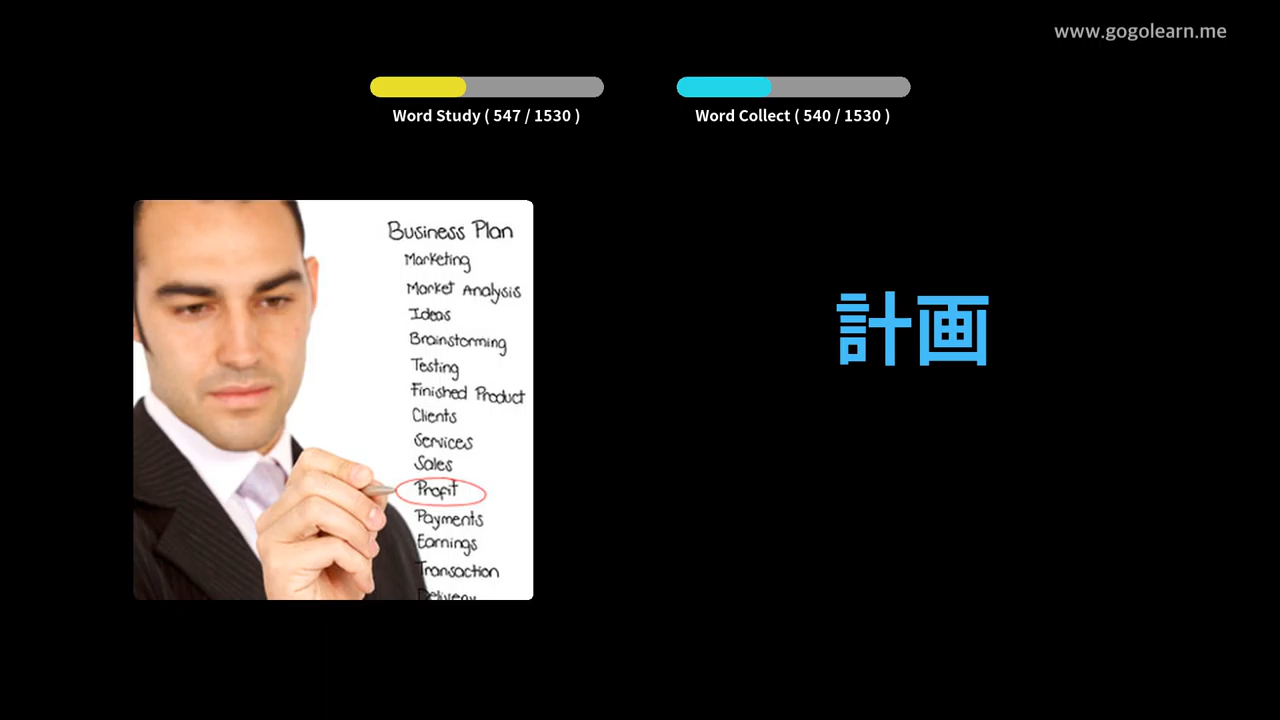 www.gogolearn.me
Word Study ( 547 / 1530 )
Word Collect ( 540 / 1530 )
Business Plan
Marketing
Market Analysis
Ideas
Brainstorming
Testing
Finished Product
Clients
Services
Sales
Profit
Payments
Earnings
Transaction
Delivery
計画